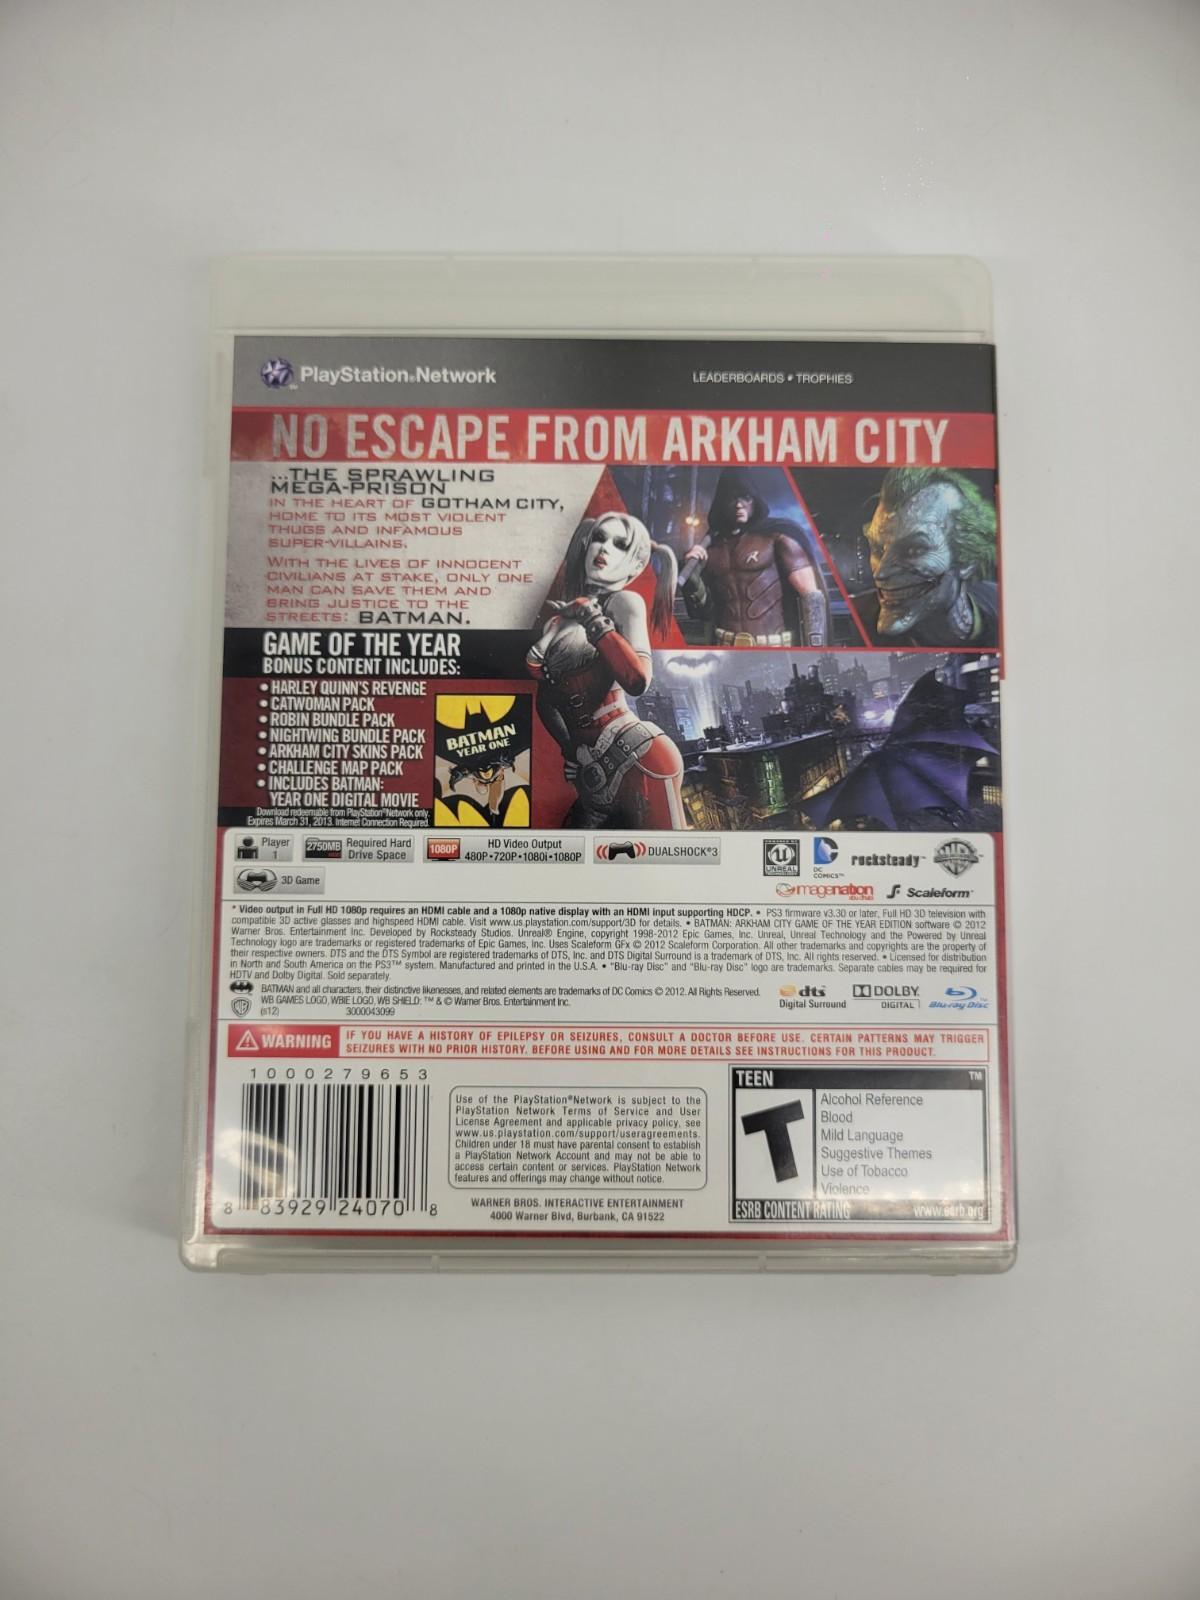 PlayStation®Network
LEADERBOARDS • TROPHIES
NO ESCAPE FROM ARKHAM CITY
...THE SPRAWLING
MEGA-PRISON
IN THE HEART OF GOTHAM CITY,
HOME TO ITS MOST VIOLENT
THUGS AND INFAMOUS
SUPER-VILLAINS.
WITH THE LIVES OF INNOCENT
CIVILIANS AT STAKE, ONLY ONE
MAN CAN SAVE THEM AND
BRING JUSTICE TO THE
STREETS: BATMAN.
GAME OF THE YEAR
BONUS CONTENT INCLUDES:
• HARLEY QUINN'S REVENGE
• CATWOMAN PACK
• ROBIN BUNDLE PACK
• NIGHTWING BUNDLE PACK
• ARKHAM CITY SKINS PACK
• CHALLENGE MAP PACK
• INCLUDES BATMAN:
YEAR ONE DIGITAL MOVIE
Download redeemable from PlayStation®Network only.
Expires March 31, 2013. Internet Connection Required.
BATMAN
YEAR ONE
R
HOTEL
Player
1
2750MB
Required Hard
Drive Space
1080P
HD Video Output
480P•720P•1080i•1080P
DUALSHOCK®3
3D Game
POWERED BY
UNREAL
DC
COMICS™
rocksteady™
WB GAMES
imagenation
abu dhabi
Scaleform®
* Video output in Full HD 1080p requires an HDMI cable and a 1080p native display with an HDMI input supporting HDCP. • PS3 firmware v3.30 or later, Full HD 3D television with
compatible 3D active glasses and highspeed HDMI cable. Visit www.us.playstation.com/support/3D for details. • BATMAN: ARKHAM CITY GAME OF THE YEAR EDITION software © 2012
Warner Bros. Entertainment Inc. Developed by Rocksteady Studios. Unreal® Engine, copyright 1998-2012 Epic Games, Inc. Unreal, Unreal Technology and the Powered by Unreal
Technology logo are trademarks or registered trademarks of Epic Games, Inc. Uses Scaleform GFx © 2012 Scaleform Corporation. All other trademarks and copyrights are the property of
their respective owners. DTS and the DTS Symbol are registered trademarks of DTS, Inc. and DTS Digital Surround is a trademark of DTS, Inc. All rights reserved. • Licensed for distribution
in North and South America on the PS3™ system. Manufactured and printed in the U.S.A. • "Blu-ray Disc" and "Blu-ray Disc" logo are trademarks. Separate cables may be required for
HDTV and Dolby Digital. Sold separately.
BATMAN and all characters, their distinctive likenesses, and related elements are trademarks of DC Comics © 2012. All Rights Reserved.
WB GAMES LOGO, WBIE LOGO, WB SHIELD: ™ & © Warner Bros. Entertainment Inc.
(s12)
3000043099
dts
Digital Surround
DOLBY
DIGITAL
Blu-ray Disc
WARNING
IF YOU HAVE A HISTORY OF EPILEPSY OR SEIZURES, CONSULT A DOCTOR BEFORE USE. CERTAIN PATTERNS MAY TRIGGER
SEIZURES WITH NO PRIOR HISTORY. BEFORE USING AND FOR MORE DETAILS SEE INSTRUCTIONS FOR THIS PRODUCT.
1000279653
8 83929 24070 8
Use of the PlayStation®Network is subject to the
PlayStation Network Terms of Service and User
License Agreement and applicable privacy policy, see
www.us.playstation.com/support/useragreements.
Children under 18 must have parental consent to establish
a PlayStation Network Account and may not be able to
access certain content or services. PlayStation Network
features and offerings may change without notice.
WARNER BROS. INTERACTIVE ENTERTAINMENT
4000 Warner Blvd, Burbank, CA 91522
TEEN
TM
T
Alcohol Reference
Blood
Mild Language
Suggestive Themes
Use of Tobacco
Violence
ESRB CONTENT RATING
www.esrb.org